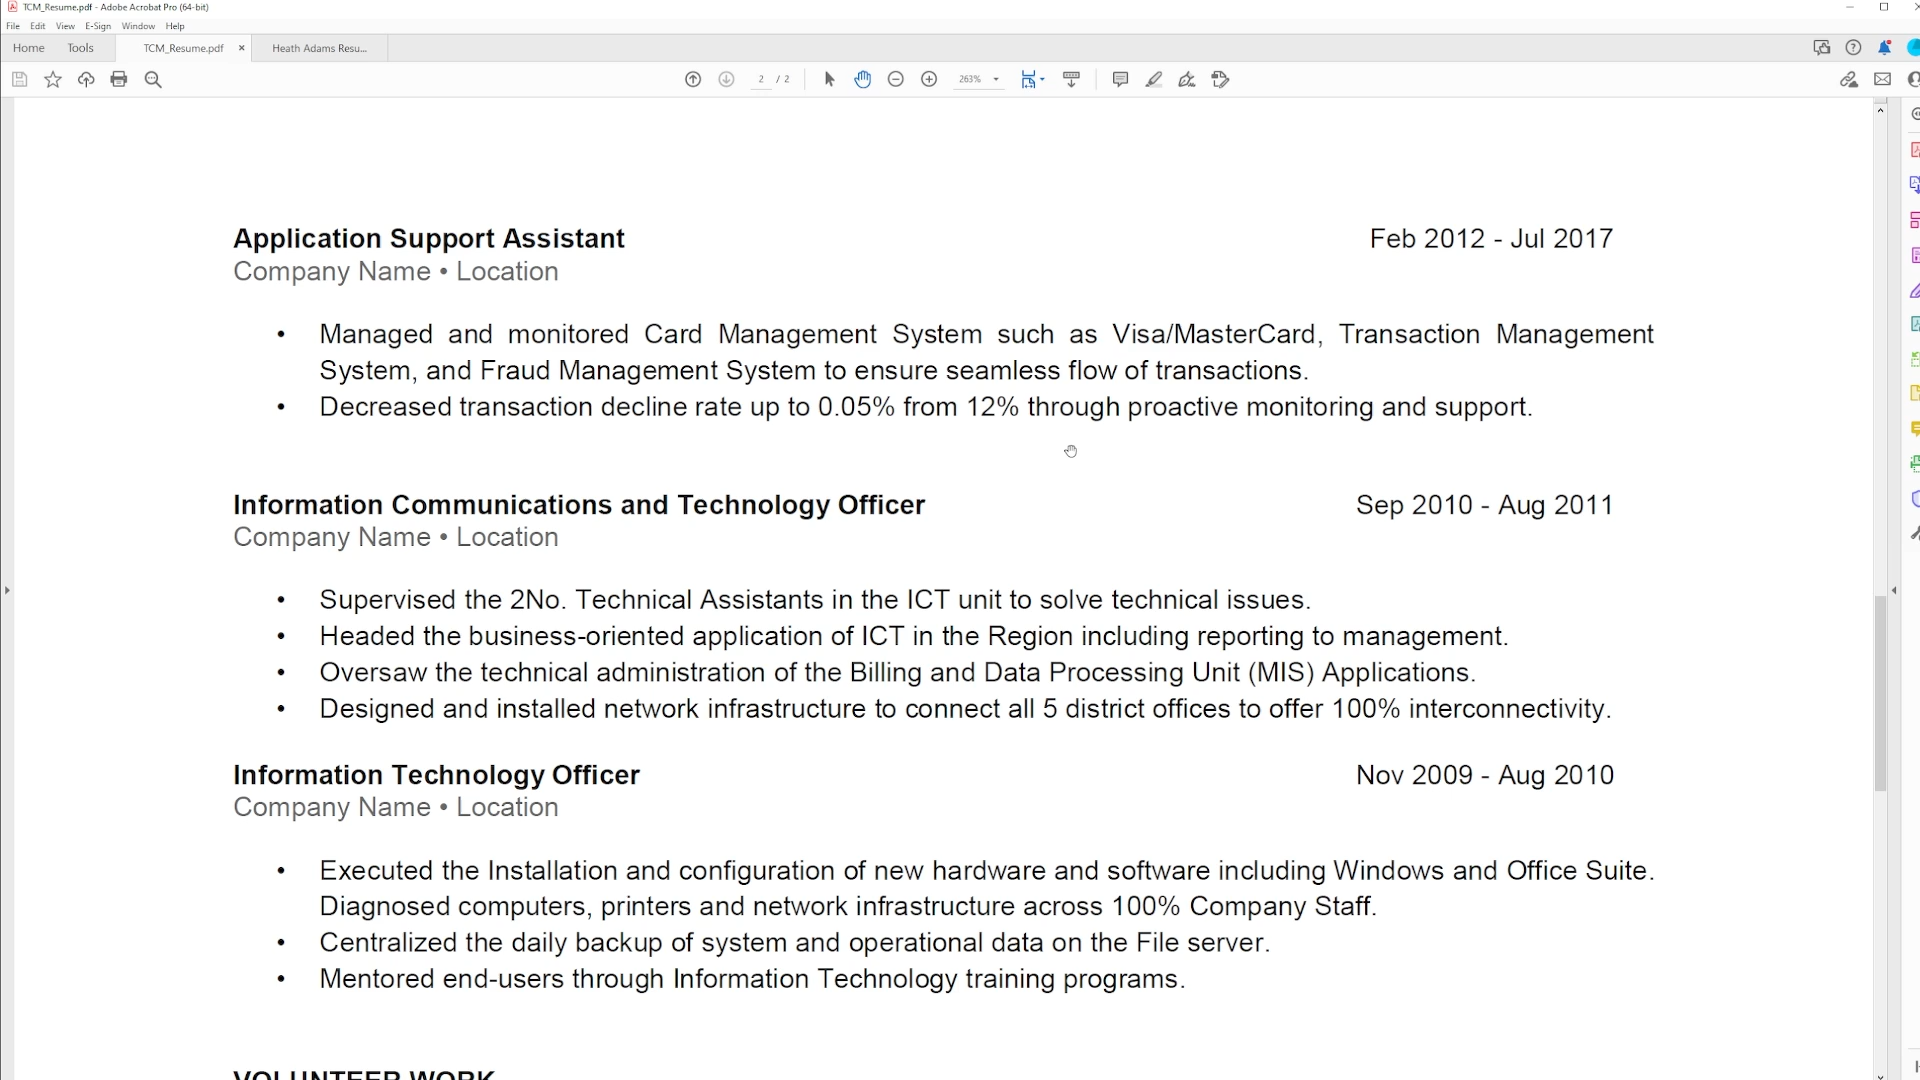 TCM_Resume.pdf - Adobe Acrobat Pro (64-bit)
File Edit View E-Sign Window Help
Home Tools TCM_Resume.pdf × Heath Adams Resu...
2 / 2 263%
Application Support Assistant Feb 2012 - Jul 2017
Company Name • Location
• Managed and monitored Card Management System such as Visa/MasterCard, Transaction Management
System, and Fraud Management System to ensure seamless flow of transactions.
• Decreased transaction decline rate up to 0.05% from 12% through proactive monitoring and support.
Information Communications and Technology Officer Sep 2010 - Aug 2011
Company Name • Location
• Supervised the 2No. Technical Assistants in the ICT unit to solve technical issues.
• Headed the business-oriented application of ICT in the Region including reporting to management.
• Oversaw the technical administration of the Billing and Data Processing Unit (MIS) Applications.
• Designed and installed network infrastructure to connect all 5 district offices to offer 100% interconnectivity.
Information Technology Officer Nov 2009 - Aug 2010
Company Name • Location
• Executed the Installation and configuration of new hardware and software including Windows and Office Suite.
Diagnosed computers, printers and network infrastructure across 100% Company Staff.
• Centralized the daily backup of system and operational data on the File server.
• Mentored end-users through Information Technology training programs.
VOLUNTEER WORK